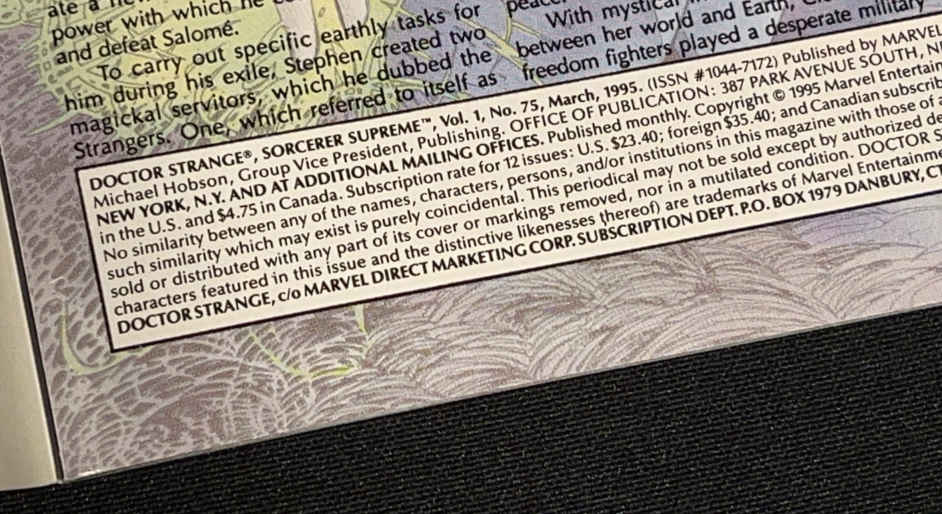 ate a
power with which he
and defeat Salomé.
To carry out specific earthly tasks for
him during his exile, Stephen created two
magickal servitors, which he dubbed the
Strangers. One, which referred to itself as
With mystical
between her world and Earth,
freedom fighters played a desperate military
DOCTOR STRANGE®, SORCERER SUPREME™, Vol. 1, No. 75, March, 1995. (ISSN #1044-7172) Published by MARVEL
Michael Hobson, Group Vice President, Publishing. OFFICE OF PUBLICATION: 387 PARK AVENUE SOUTH,
NEW YORK, N.Y. AND AT ADDITIONAL MAILING OFFICES. Published monthly. Copyright © 1995 Marvel
in the U.S. and $4.75 in Canada. Subscription rate for 12 issues: U.S. $23.40; foreign $35.40; and Canadian
No similarity between any of the names, characters, persons, and/or institutions in this magazine with those of
such similarity which may exist is purely coincidental. This periodical may not be sold except by authorized
sold or distributed with any part of its cover or markings removed, nor in a mutilated condition. DOCTOR
characters featured in this issue and the distinctive likenesses thereof) are trademarks of Marvel
DOCTOR STRANGE, c/o MARVEL DIRECT MARKETING CORP. SUBSCRIPTION DEPT. P.O. BOX 1979 DANBURY, CT